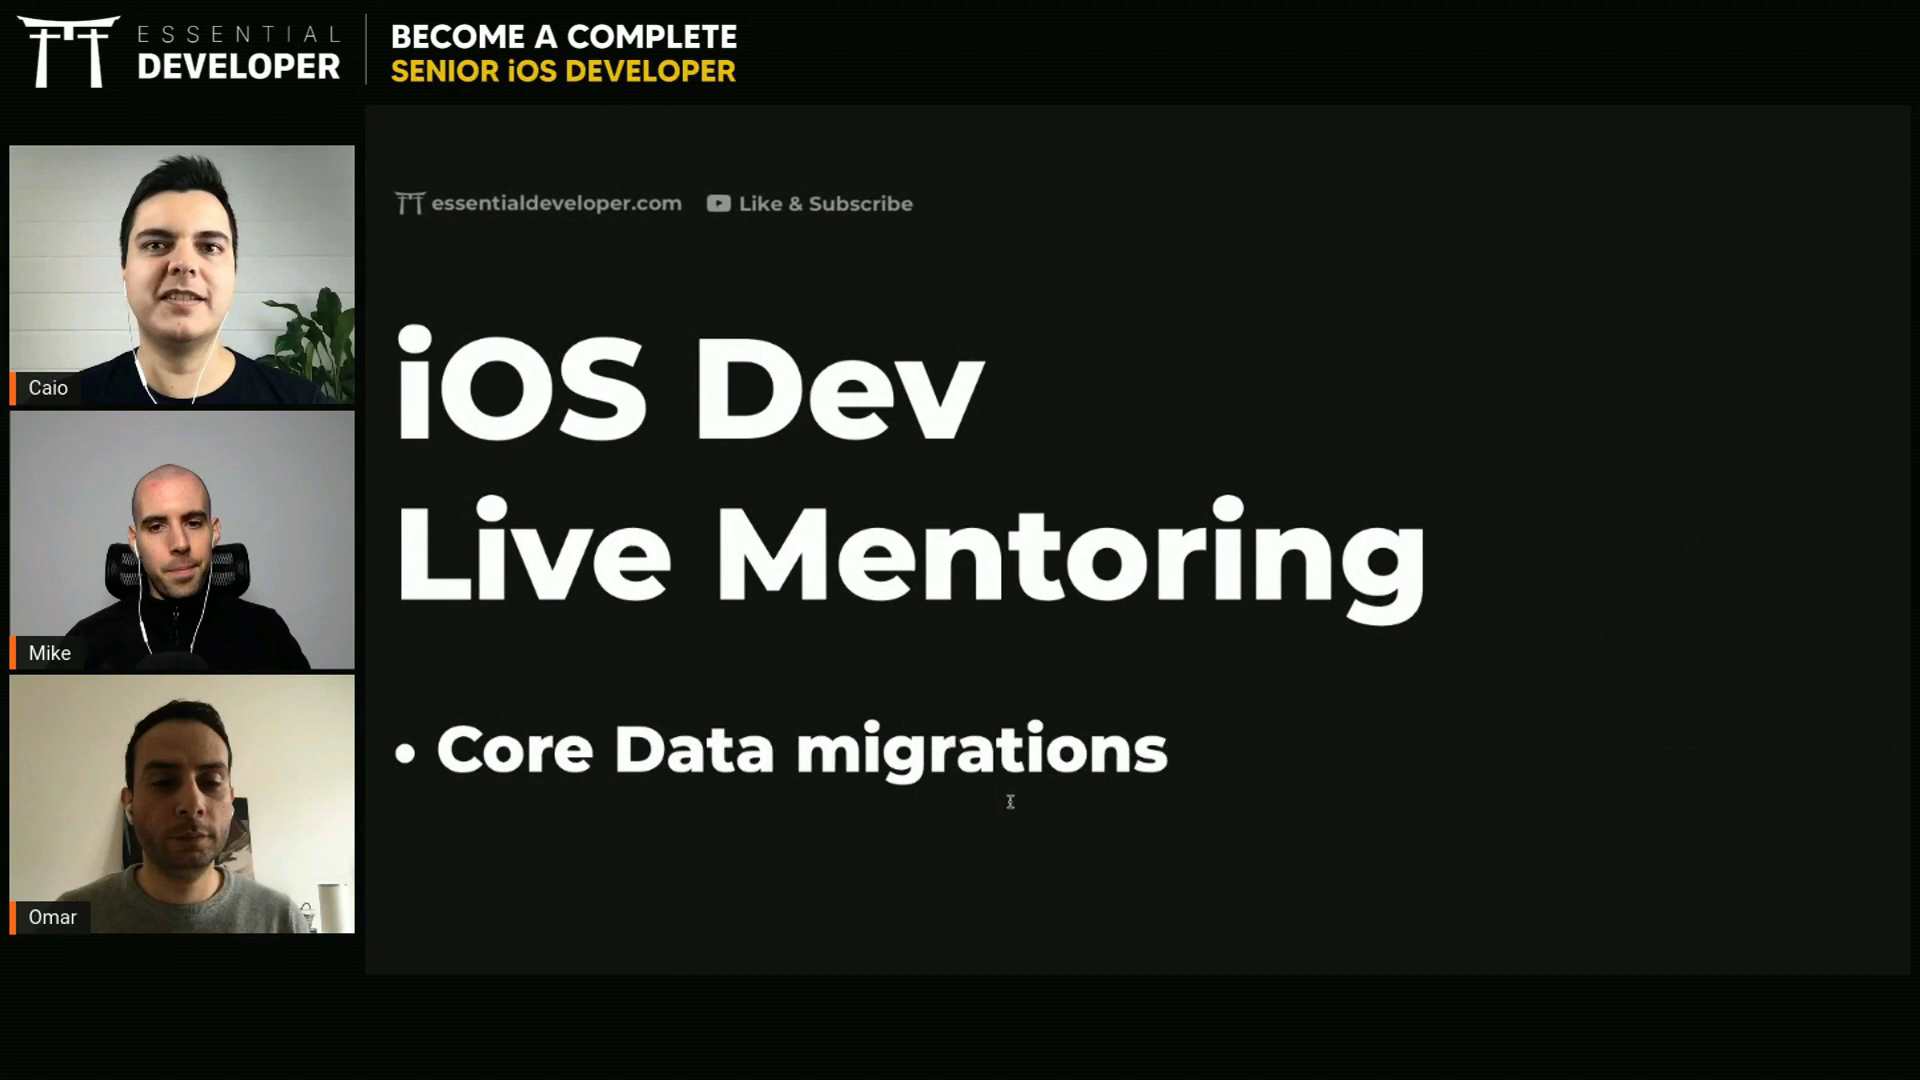 ESSENTIAL
DEVELOPER
BECOME A COMPLETE
SENIOR iOS DEVELOPER
Caio
Mike
Omar
essentialdeveloper.com
Like & Subscribe
iOS Dev
Live Mentoring
• Core Data migrations